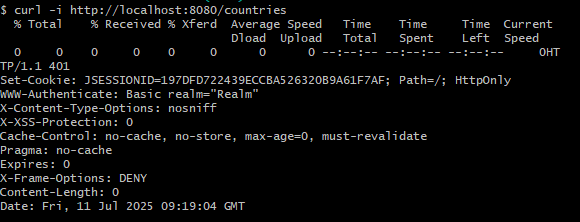 $ curl -i http://localhost:8080/countries
% Total % Received % Xferd Average Speed Time Time Time Current
Dload Upload Total Spent Left Speed
0 0 0 0 0 0 0 0 --:--:-- --:--:-- --:--:-- 0HT
TP/1.1 401
Set-Cookie: JSESSIONID=197DFD722439ECCBA526320B9A61F7AF; Path=/; HttpOnly
WWW-Authenticate: Basic realm="Realm"
X-Content-Type-Options: nosniff
X-XSS-Protection: 0
Cache-Control: no-cache, no-store, max-age=0, must-revalidate
Pragma: no-cache
Expires: 0
X-Frame-Options: DENY
Content-Length: 0
Date: Fri, 11 Jul 2025 09:19:04 GMT